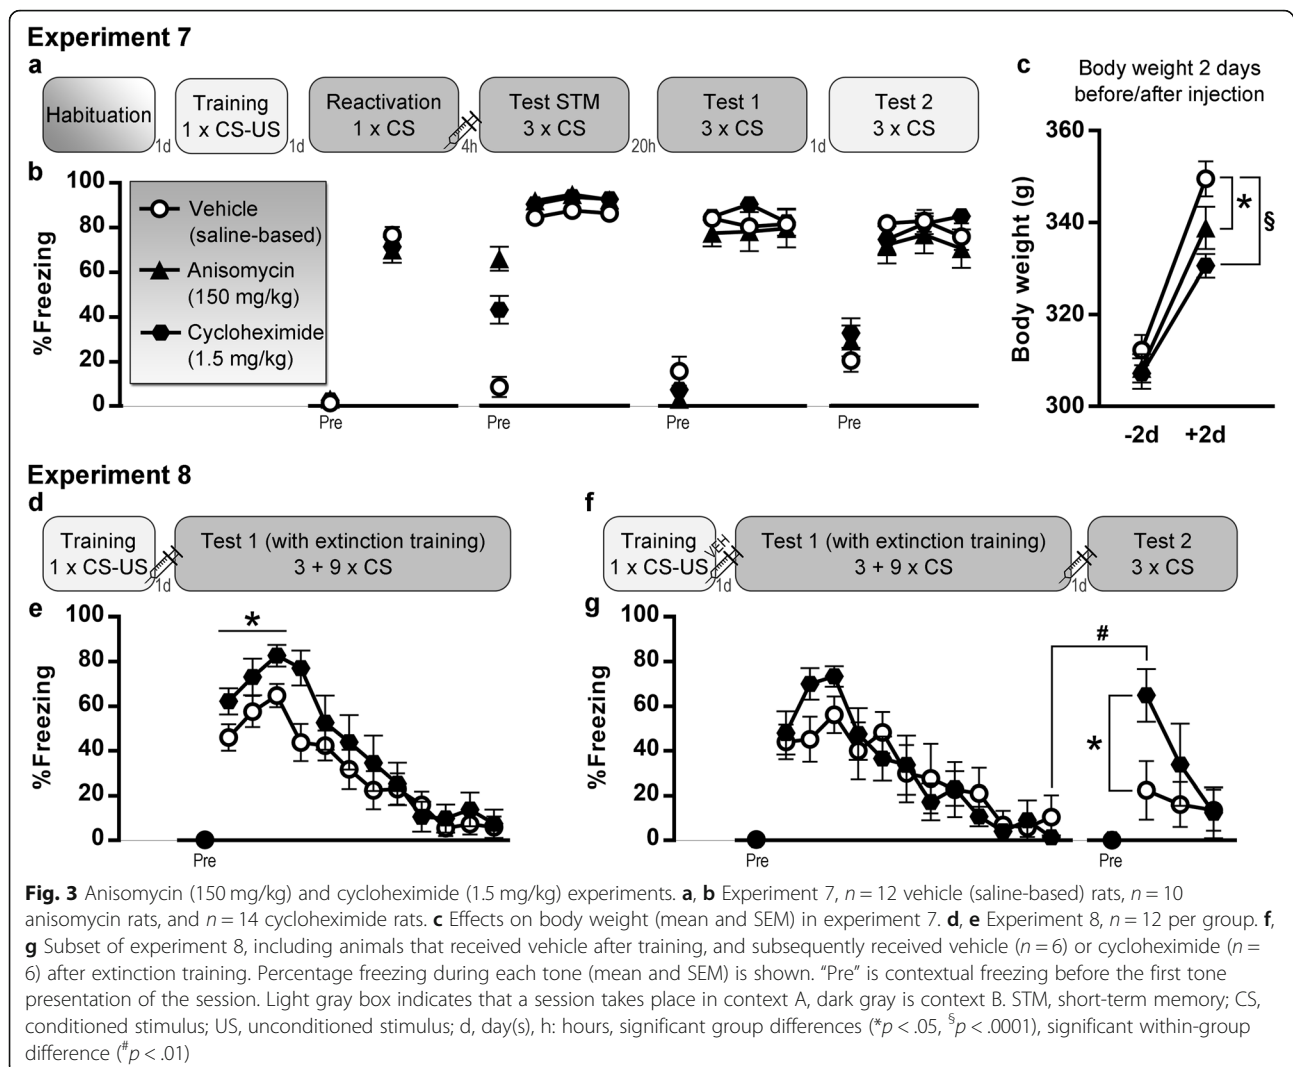 Experiment 7
a
Habituation
1d
Training
1 x CS-US
1d
Reactivation
1 x CS
4h
Test STM
3 x CS
20h
Test 1
3 x CS
1d
Test 2
3 x CS
b
100
80
60
40
20
0
%Freezing
Vehicle
(saline-based)
Anisomycin
(150 mg/kg)
Cycloheximide
(1.5 mg/kg)
Pre
Pre
Pre
Pre
c
Body weight 2 days
before/after injection
360
340
320
300
Body weight (g)
*
§
-2d +2d
Experiment 8
d
Training
1 x CS-US
1d
Test 1 (with extinction training)
3 + 9 x CS
e
100
80
60
40
20
0
%Freezing
*
Pre
f
Training
1 x CS-US
VEH
1d
Test 1 (with extinction training)
3 + 9 x CS
1d
Test 2
3 x CS
g
100
80
60
40
20
0
%Freezing
#
*
Pre
Pre
Fig. 3 Anisomycin (150 mg/kg) and cycloheximide (1.5 mg/kg) experiments. a, b Experiment 7, n = 12 vehicle (saline-based) rats, n = 10
anisomycin rats, and n = 14 cycloheximide rats. c Effects on body weight (mean and SEM) in experiment 7. d, e Experiment 8, n = 12 per group. f,
g Subset of experiment 8, including animals that received vehicle after training, and subsequently received vehicle (n = 6) or cycloheximide (n =
6) after extinction training. Percentage freezing during each tone (mean and SEM) is shown. "Pre" is contextual freezing before the first tone
presentation of the session. Light gray box indicates that a session takes place in context A, dark gray is context B. STM, short-term memory; CS,
conditioned stimulus; US, unconditioned stimulus; d, day(s), h: hours, significant group differences (*p < .05, §p < .0001), significant within-group
difference (#p < .01)